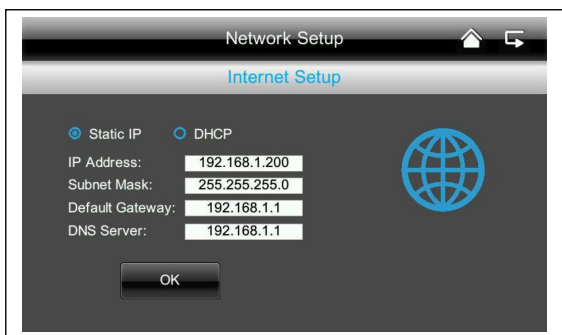 Network Setup
Internet Setup
Static IP DHCP
IP Address: 192.168.1.200
Subnet Mask: 255.255.255.0
Default Gateway: 192.168.1.1
DNS Server: 192.168.1.1
OK